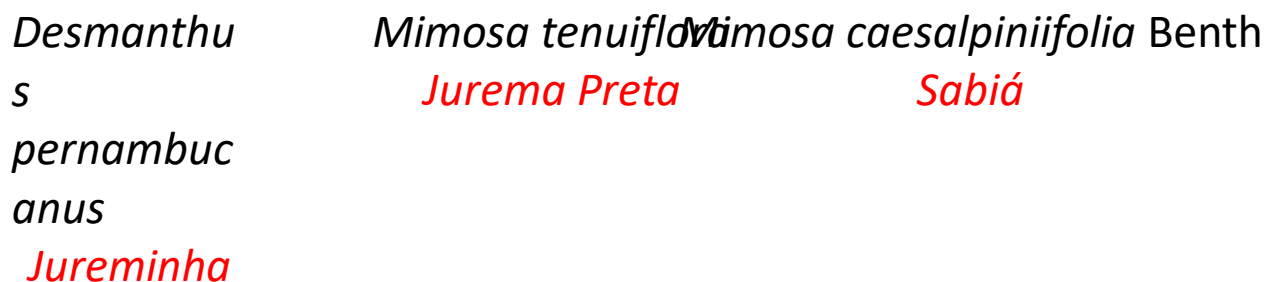 Desmanthu
s
pernambuc
anus
Jureminha
Mimosa tenuiflora
Jurema Preta
Mimosa caesalpiniifolia Benth
Sabiá